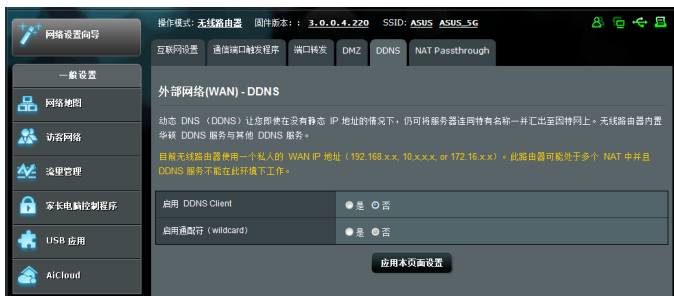 操作模式: 无线路由器 固件版本: : 3.0.0.4.220 SSID: ASUS ASUS_5G
网络设置向导
互联网设置 通信端口触发程序 端口转发 DMZ DDNS NAT Passthrough
一般设置
网络地图
访客网络
流量管理
家长电脑控制程序
USB 应用
AiCloud
外部网络(WAN) - DDNS
动态 DNS （DDNS）让您即使在没有静态 IP 地址的情况下，仍可将服务器连同特有名称一并汇出至因特网上。无线路由器内置
华硕 DDNS 服务与其他 DDNS 服务。
目前无线路由器使用一个私人的 WAN IP 地址（192.168.x.x, 10,x,x,x, or 172.16.x.x）。此路由器可能处于多个 NAT 中并且
DDNS 服务不能在此环境下工作。
启用 DDNS Client 是 否
启用通配符（wildcard） 是 否
应用本页面设置